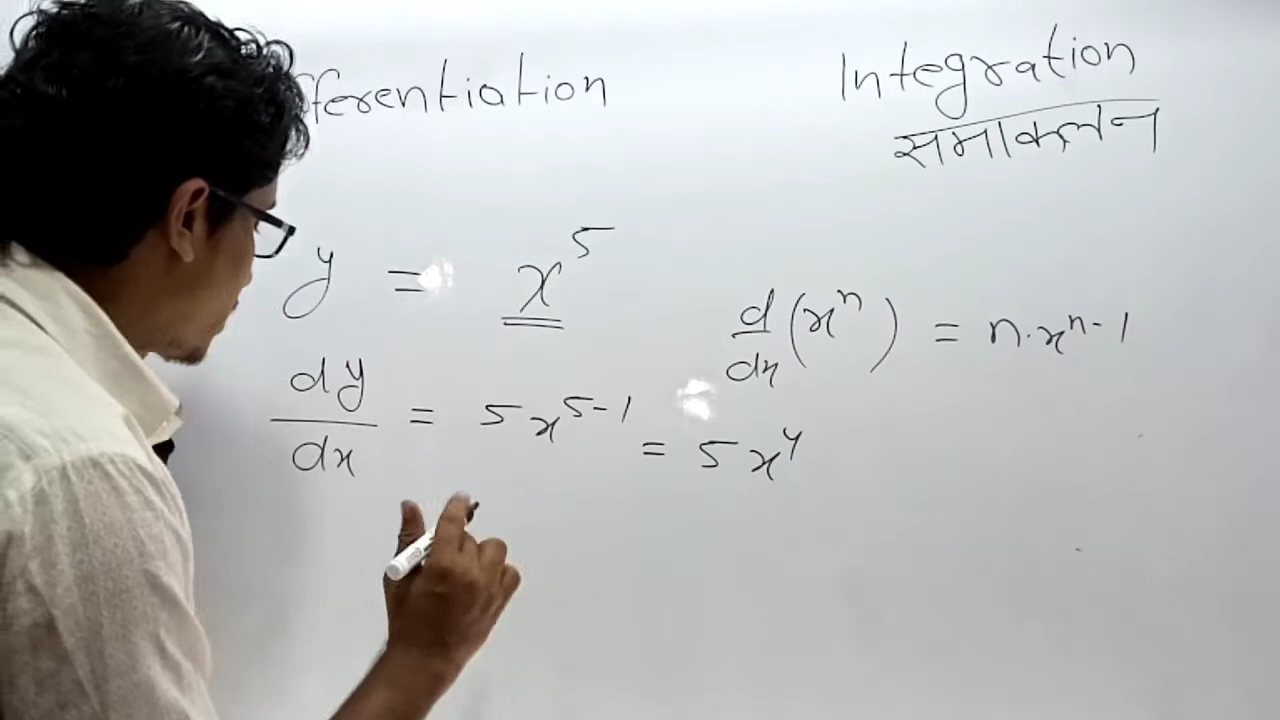 fferentiation
Integration
समाकलन
y = x⁵
d/dx (xⁿ) = n·xⁿ⁻¹
dy/dx = 5x⁵⁻¹ = 5x⁴